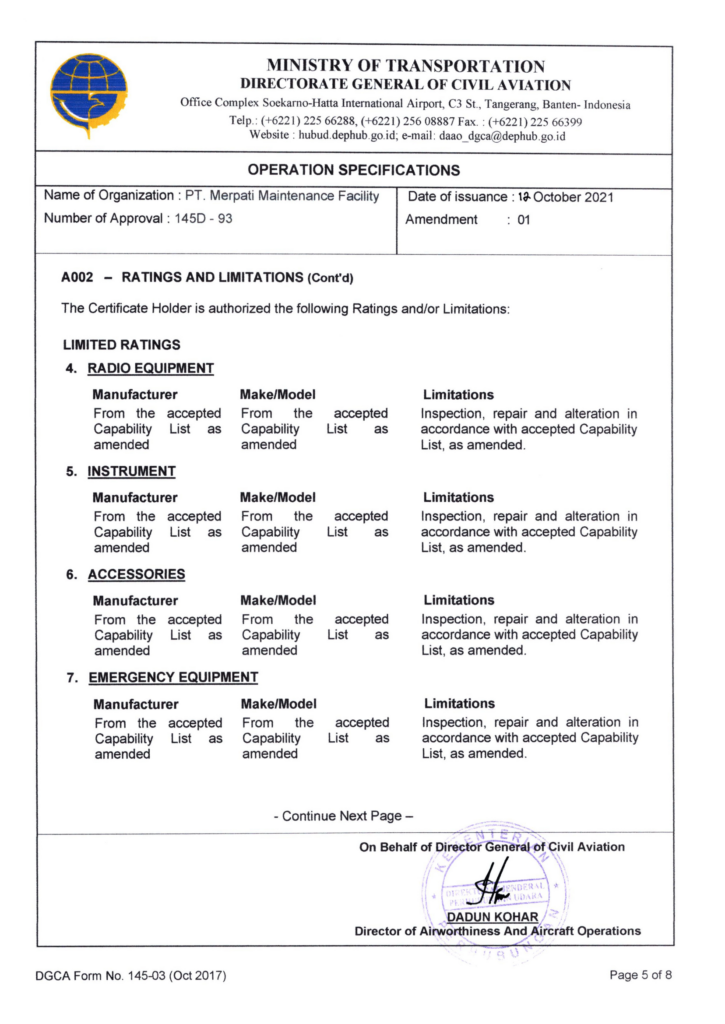 MINISTRY OF TRANSPORTATION
DIRECTORATE GENERAL OF CIVIL AVIATION
Office Complex Soekarno-Hatta International Airport, C3 St., Tangerang, Banten- Indonesia
Telp.: (+6221) 225 66288, (+6221) 256 08887 Fax. : (+6221) 225 66399
Website : hubud.dephub.go.id; e-mail: daao_dgca@dephub.go.id
OPERATION SPECIFICATIONS
Name of Organization : PT. Merpati Maintenance Facility
Number of Approval : 145D - 93
Date of issuance : October 2021
Amendment : 01
A002 – RATINGS AND LIMITATIONS (Cont'd)
The Certificate Holder is authorized the following Ratings and/or Limitations:
LIMITED RATINGS
4. RADIO EQUIPMENT
Manufacturer Make/Model Limitations
From the accepted From the accepted Inspection, repair and alteration in
Capability List as Capability List as accordance with accepted Capability
amended amended List, as amended.
5. INSTRUMENT
Manufacturer Make/Model Limitations
From the accepted From the accepted Inspection, repair and alteration in
Capability List as Capability List as accordance with accepted Capability
amended amended List, as amended.
6. ACCESSORIES
Manufacturer Make/Model Limitations
From the accepted From the accepted Inspection, repair and alteration in
Capability List as Capability List as accordance with accepted Capability
amended amended List, as amended.
7. EMERGENCY EQUIPMENT
Manufacturer Make/Model Limitations
From the accepted From the accepted Inspection, repair and alteration in
Capability List as Capability List as accordance with accepted Capability
amended amended List, as amended.
- Continue Next Page –
On Behalf of Director General of Civil Aviation
DADUN KOHAR
Director of Airworthiness And Aircraft Operations
DGCA Form No. 145-03 (Oct 2017)
Page 5 of 8